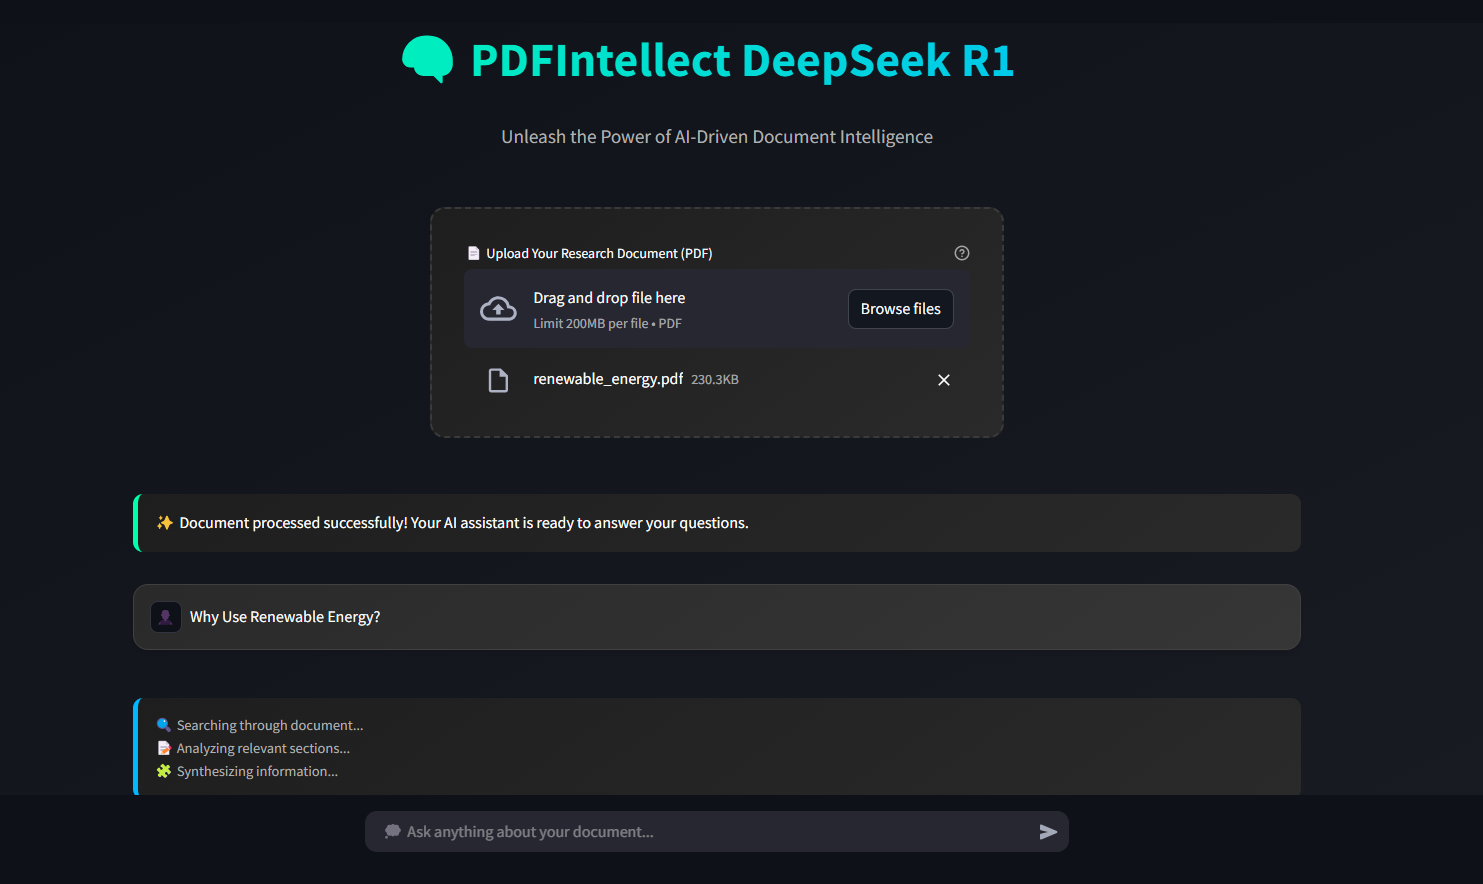 PDFIntellect DeepSeek R1
Unleash the Power of AI-Driven Document Intelligence
Upload Your Research Document (PDF)
Drag and drop file here
Limit 200MB per file • PDF
Browse files
renewable_energy.pdf 230.3KB
Document processed successfully! Your AI assistant is ready to answer your questions.
Why Use Renewable Energy?
Searching through document...
Analyzing relevant sections...
Synthesizing information...
Ask anything about your document...